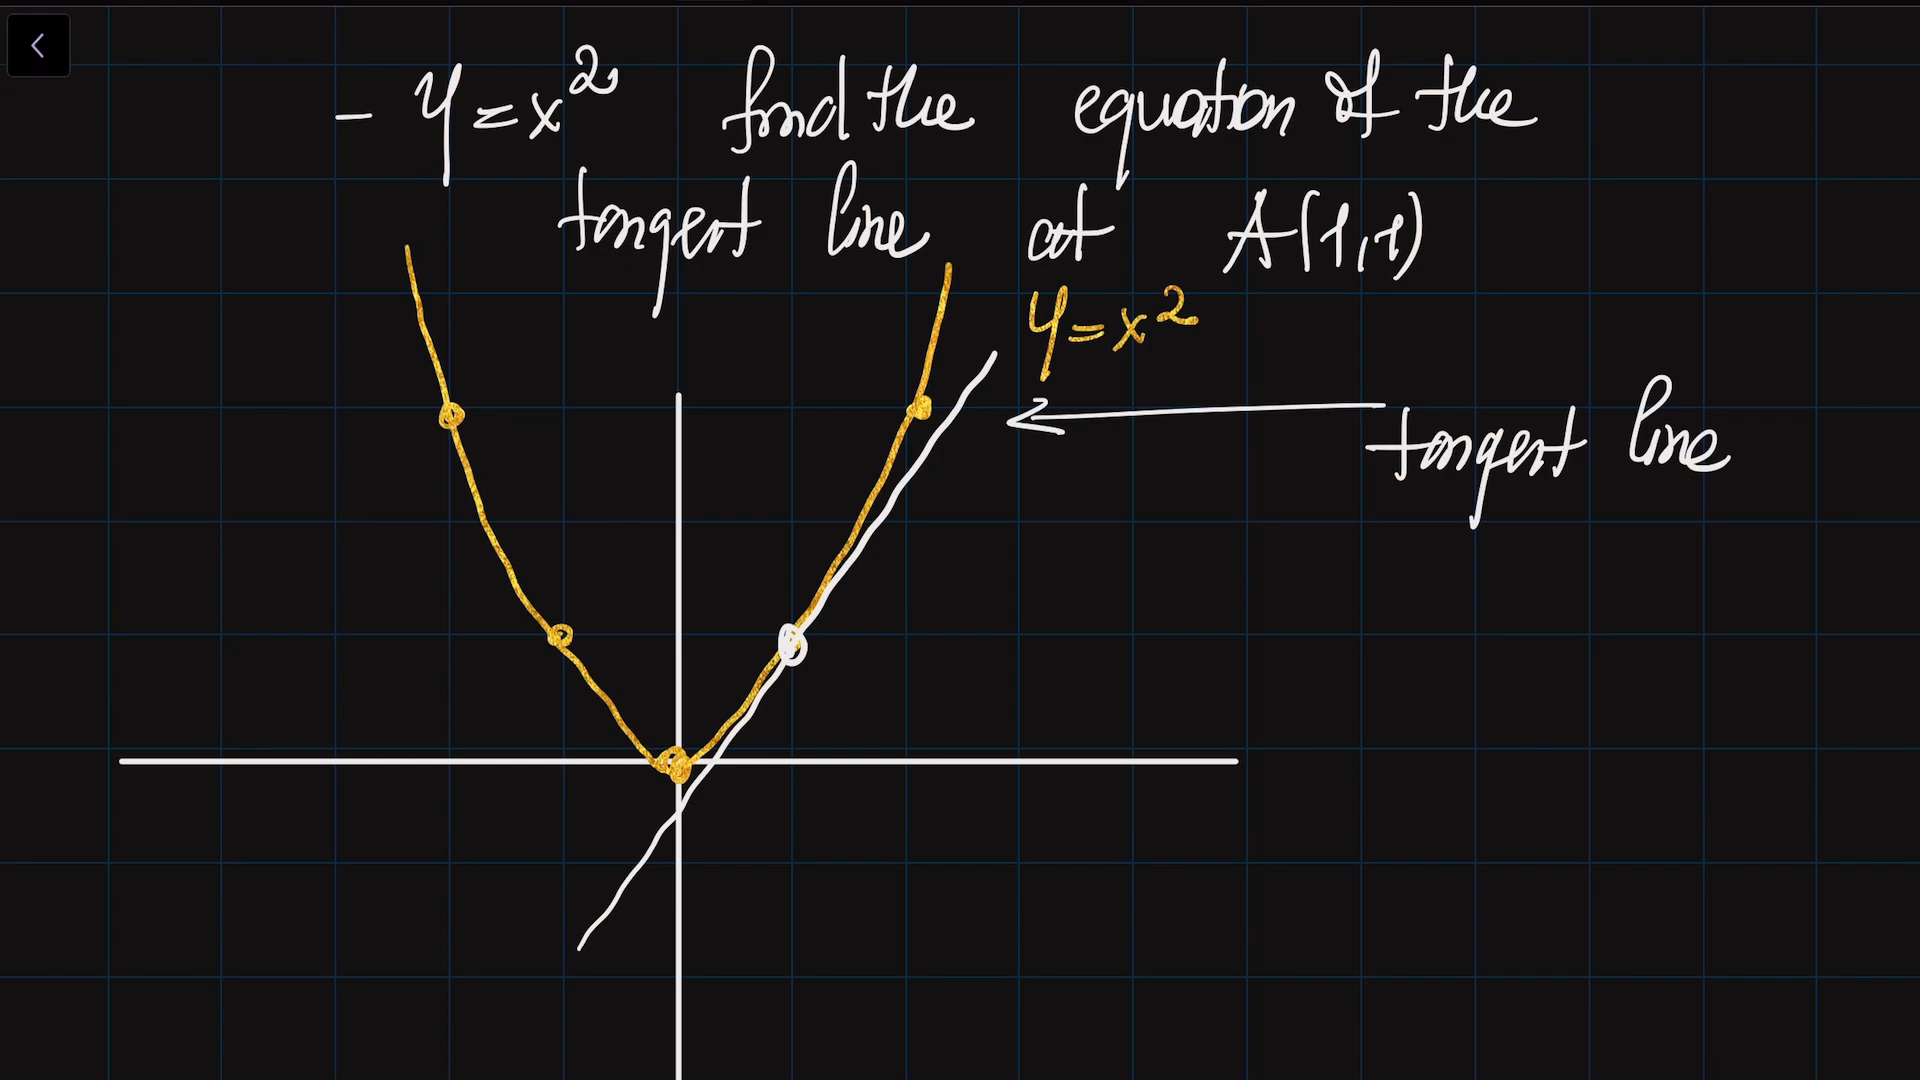 - y=x² find the equation of the
tangent line at A(1,1)
y=x²
tangent line